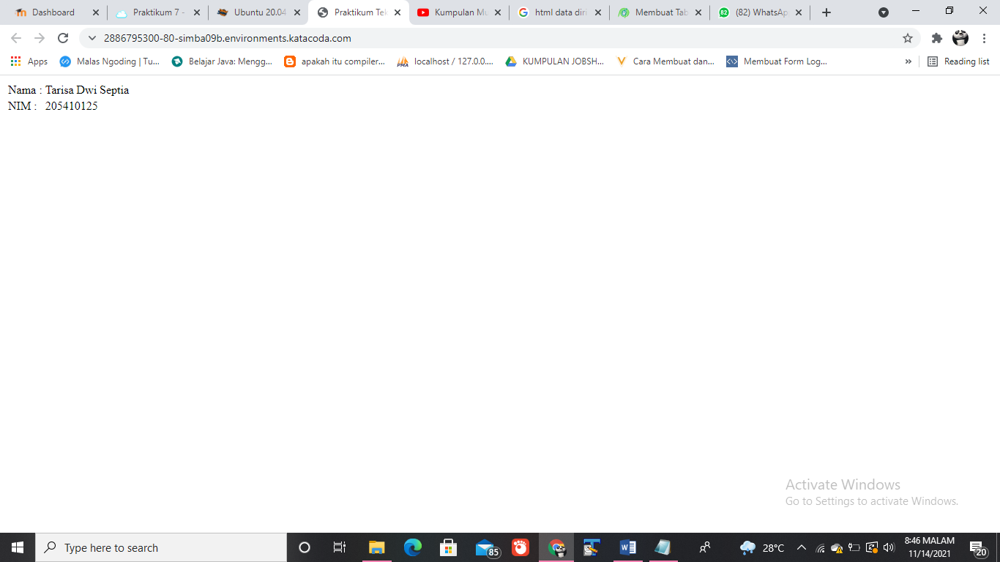 Dashboard
Praktikum 7 -
Ubuntu 20.04
Praktikum Tek
Kumpulan Mu
html data diri
Membuat Tab
82 (82) WhatsAp
2886795300-80-simba09b.environments.katacoda.com
Apps
Malas Ngoding | Tu...
Belajar Java: Mengg...
apakah itu compiler...
PMA localhost / 127.0.0....
KUMPULAN JOBSH...
Cara Membuat dan...
Membuat Form Log...
» Reading list
Nama : Tarisa Dwi Septia
NIM : 205410125
Activate Windows
Go to Settings to activate Windows.
Type here to search
85
28°C
8:46 MALAM
11/14/2021
20